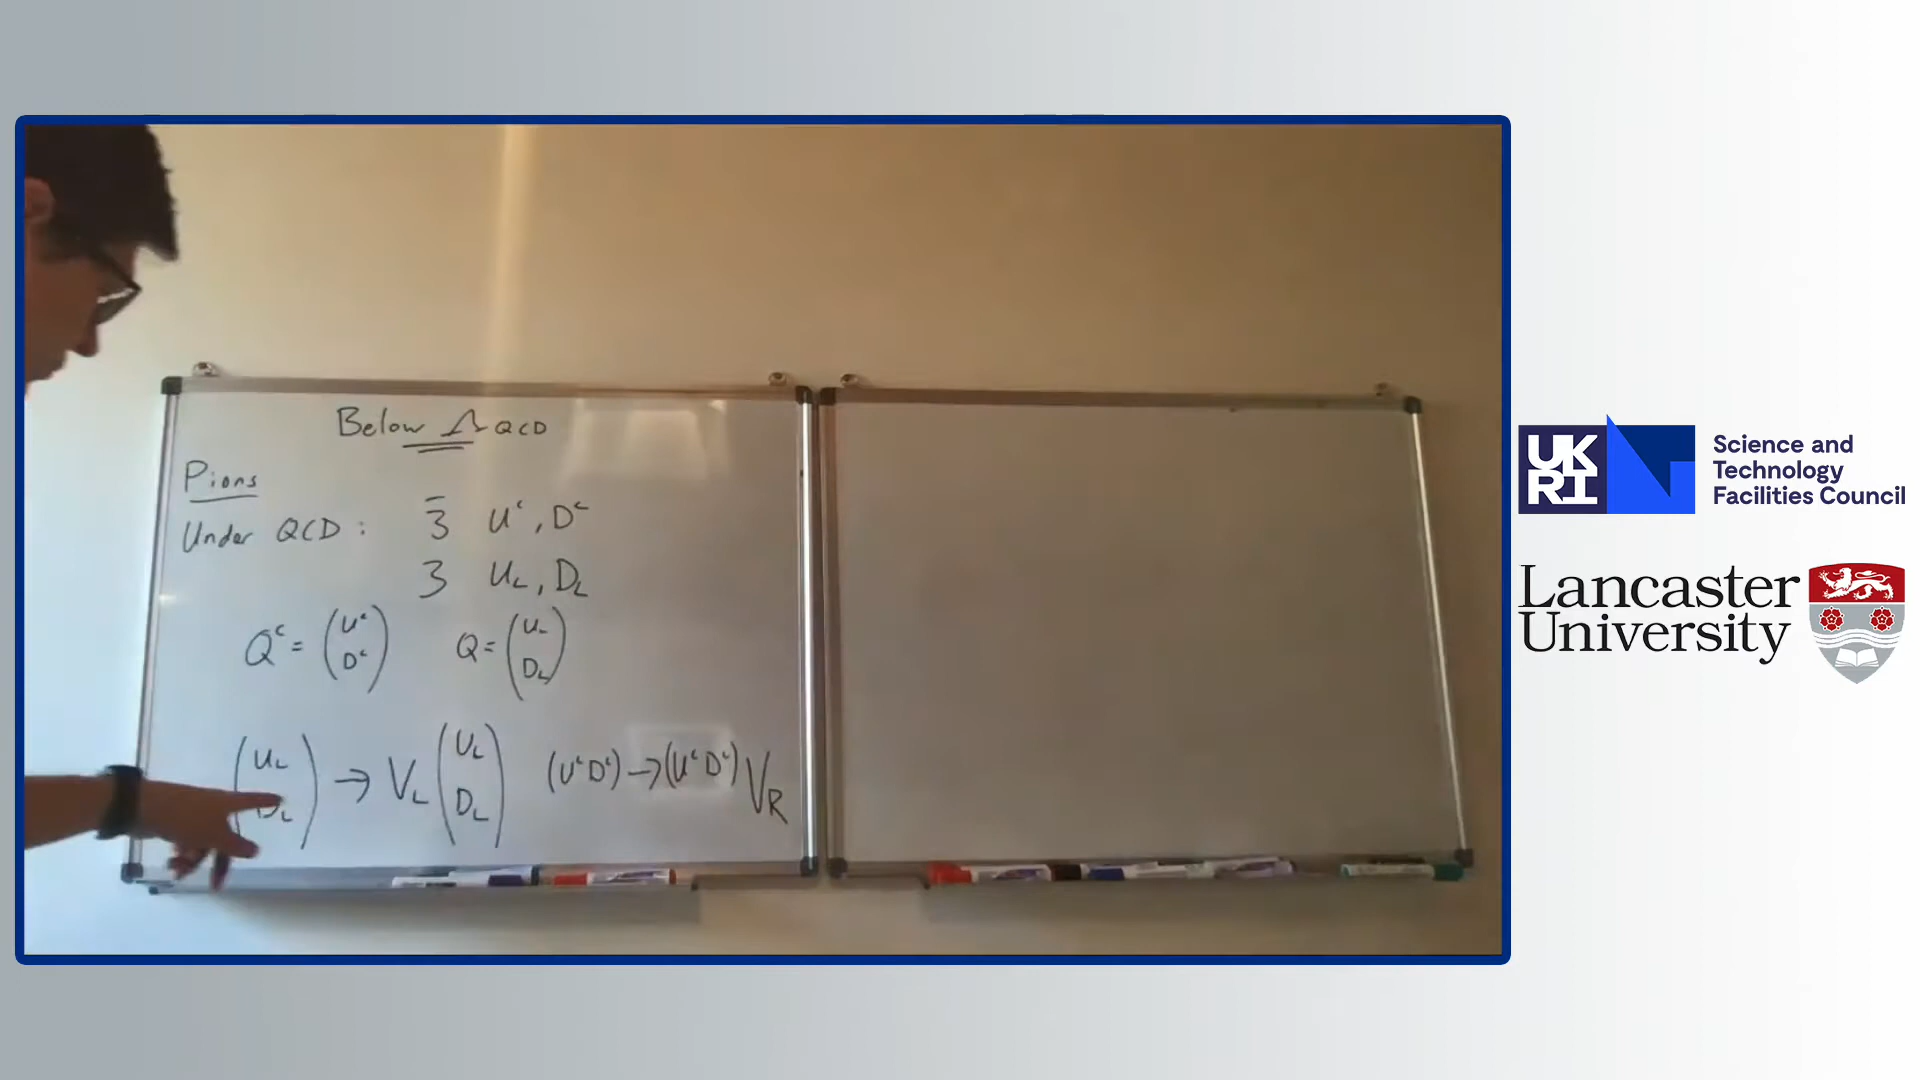 Below Λ QCD
Pions
Under QCD : 3̄ U^c , D^c
3 U_L , D_L
Q^c = (U^c D^c) Q = (U_L D_L)
(U_L D_L) → V_L (U_L D_L) (U^c D^c) → (U^c D^c) V_R
UK
RI
Science and
Technology
Facilities Council
Lancaster
University